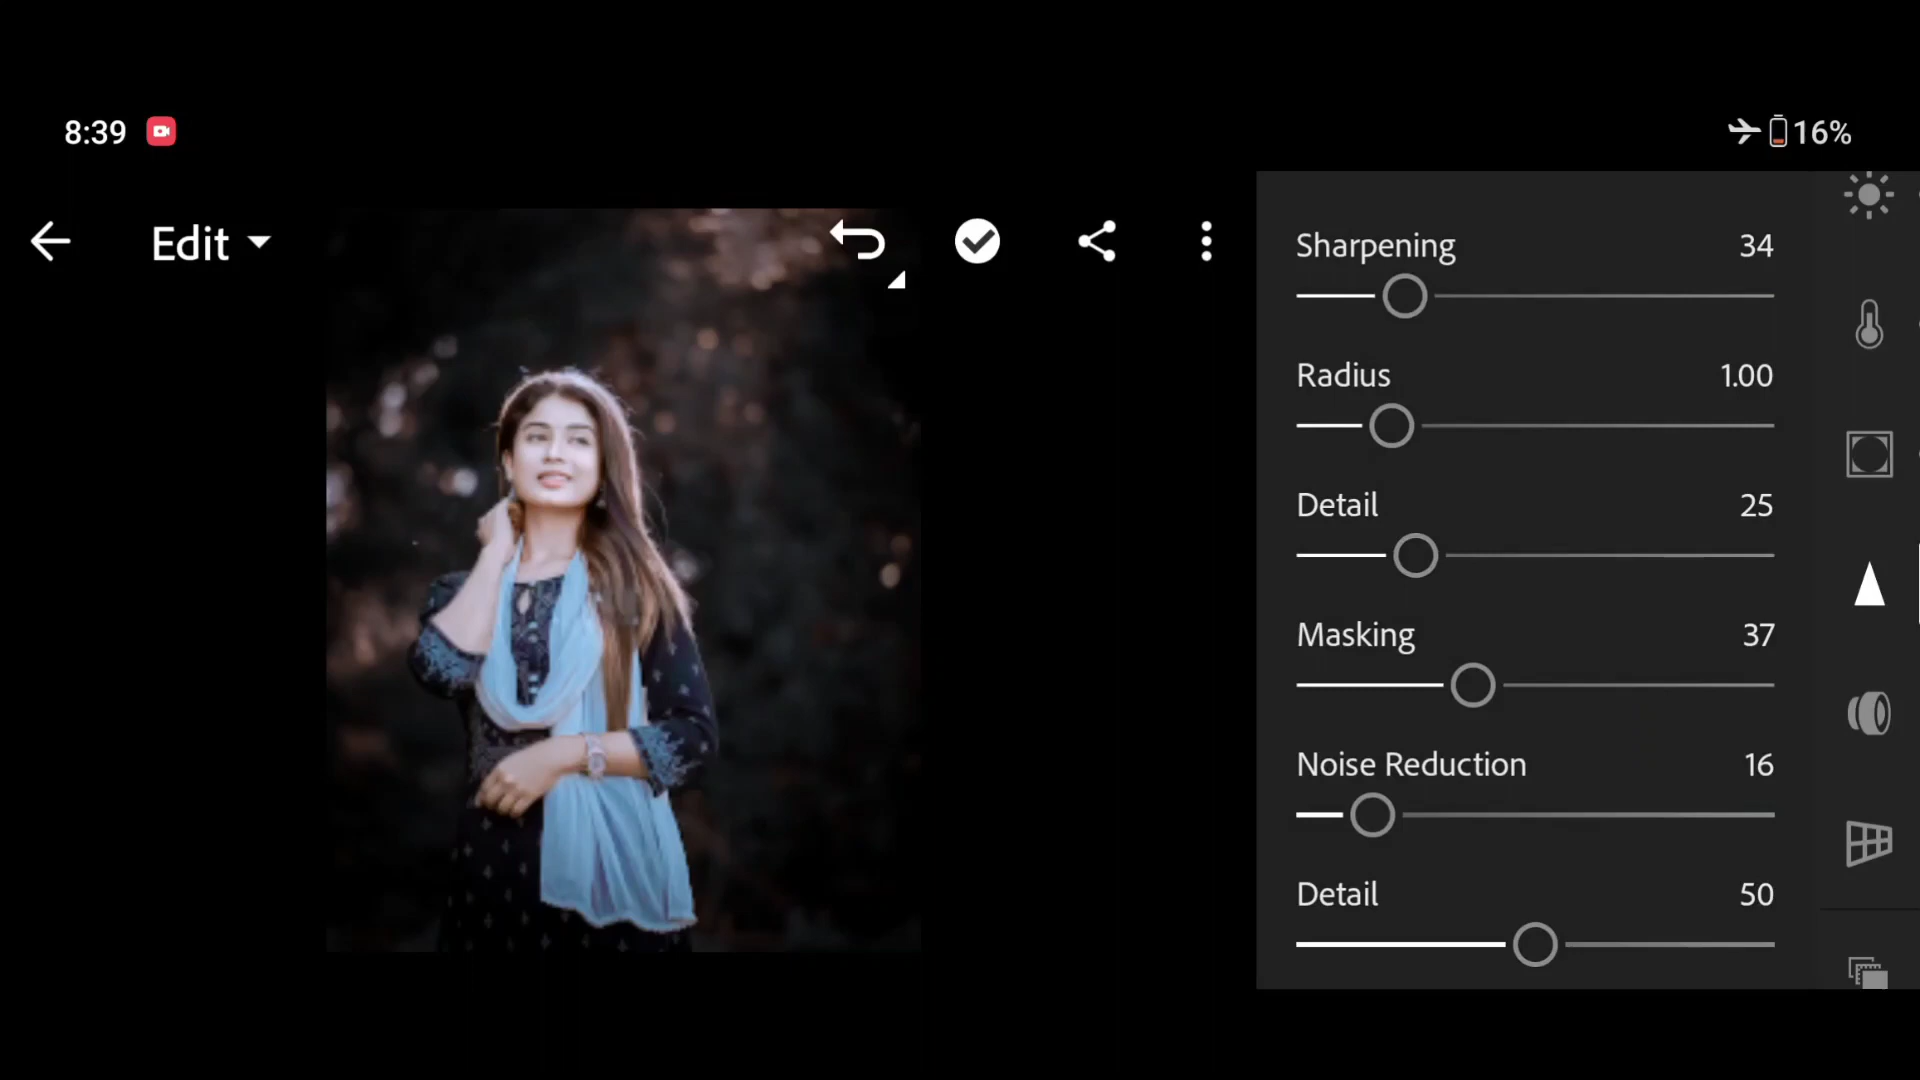 8:39
16%
Edit
Sharpening 34
Radius 1.00
Detail 25
Masking 37
Noise Reduction 16
Detail 50